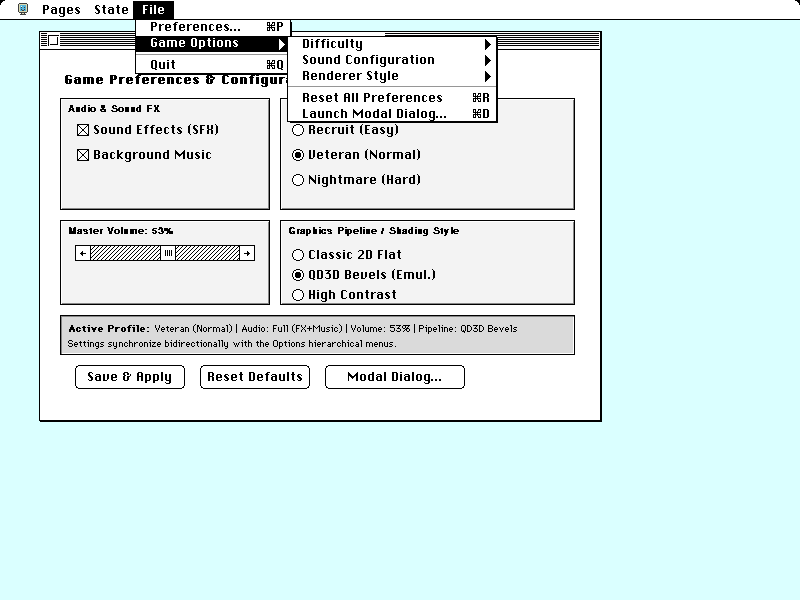 Pages State File
Preferences... ⌘P
Game Options
Quit ⌘Q
Difficulty
Sound Configuration
Renderer Style
Reset All Preferences ⌘R
Launch Modal Dialog... ⌘D
Game Preferences & Configur
Audio & Sound FX
Sound Effects (SFX)
Background Music
Recruit (Easy)
Veteran (Normal)
Nightmare (Hard)
Master Volume: 53%
Graphics Pipeline / Shading Style
Classic 2D Flat
QD3D Bevels (Emul.)
High Contrast
Active Profile: Veteran (Normal) | Audio: Full (FX+Music) | Volume: 53% | Pipeline: QD3D Bevels
Settings synchronize bidirectionally with the Options hierarchical menus.
Save & Apply Reset Defaults Modal Dialog...